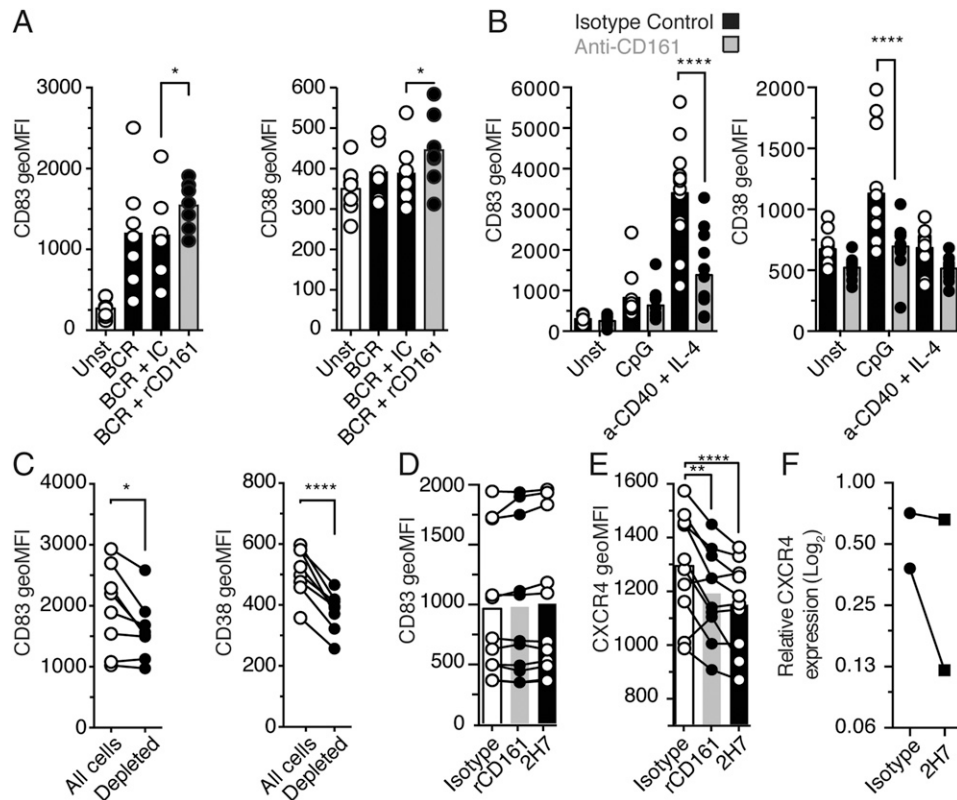 A
B
Isotype Control
Anti-CD161
CD83 geoMFI
3000
2000
1000
0
*
Unst
BCR
BCR + IC
BCR + rCD161
CD38 geoMFI
600
500
400
300
200
100
0
*
Unst
BCR
BCR + IC
BCR + rCD161
CD83 geoMFI
6000
5000
4000
3000
2000
1000
0
****
Unst
CpG
a-CD40 + IL-4
CD38 geoMFI
2000
1500
1000
500
0
****
Unst
CpG
a-CD40 + IL-4
C
CD83 geoMFI
4000
3000
2000
1000
0
*
All cells
Depleted
CD38 geoMFI
800
600
400
200
0
****
All cells
Depleted
D
CD83 geoMFI
2000
1500
1000
500
0
Isotype
rCD161
2H7
E
CXCR4 geoMFI
1600
1400
1200
1000
800
****
**
Isotype
rCD161
2H7
F
Relative CXCR4
expression (Log2)
1.00
0.50
0.25
0.13
0.06
Isotype
2H7